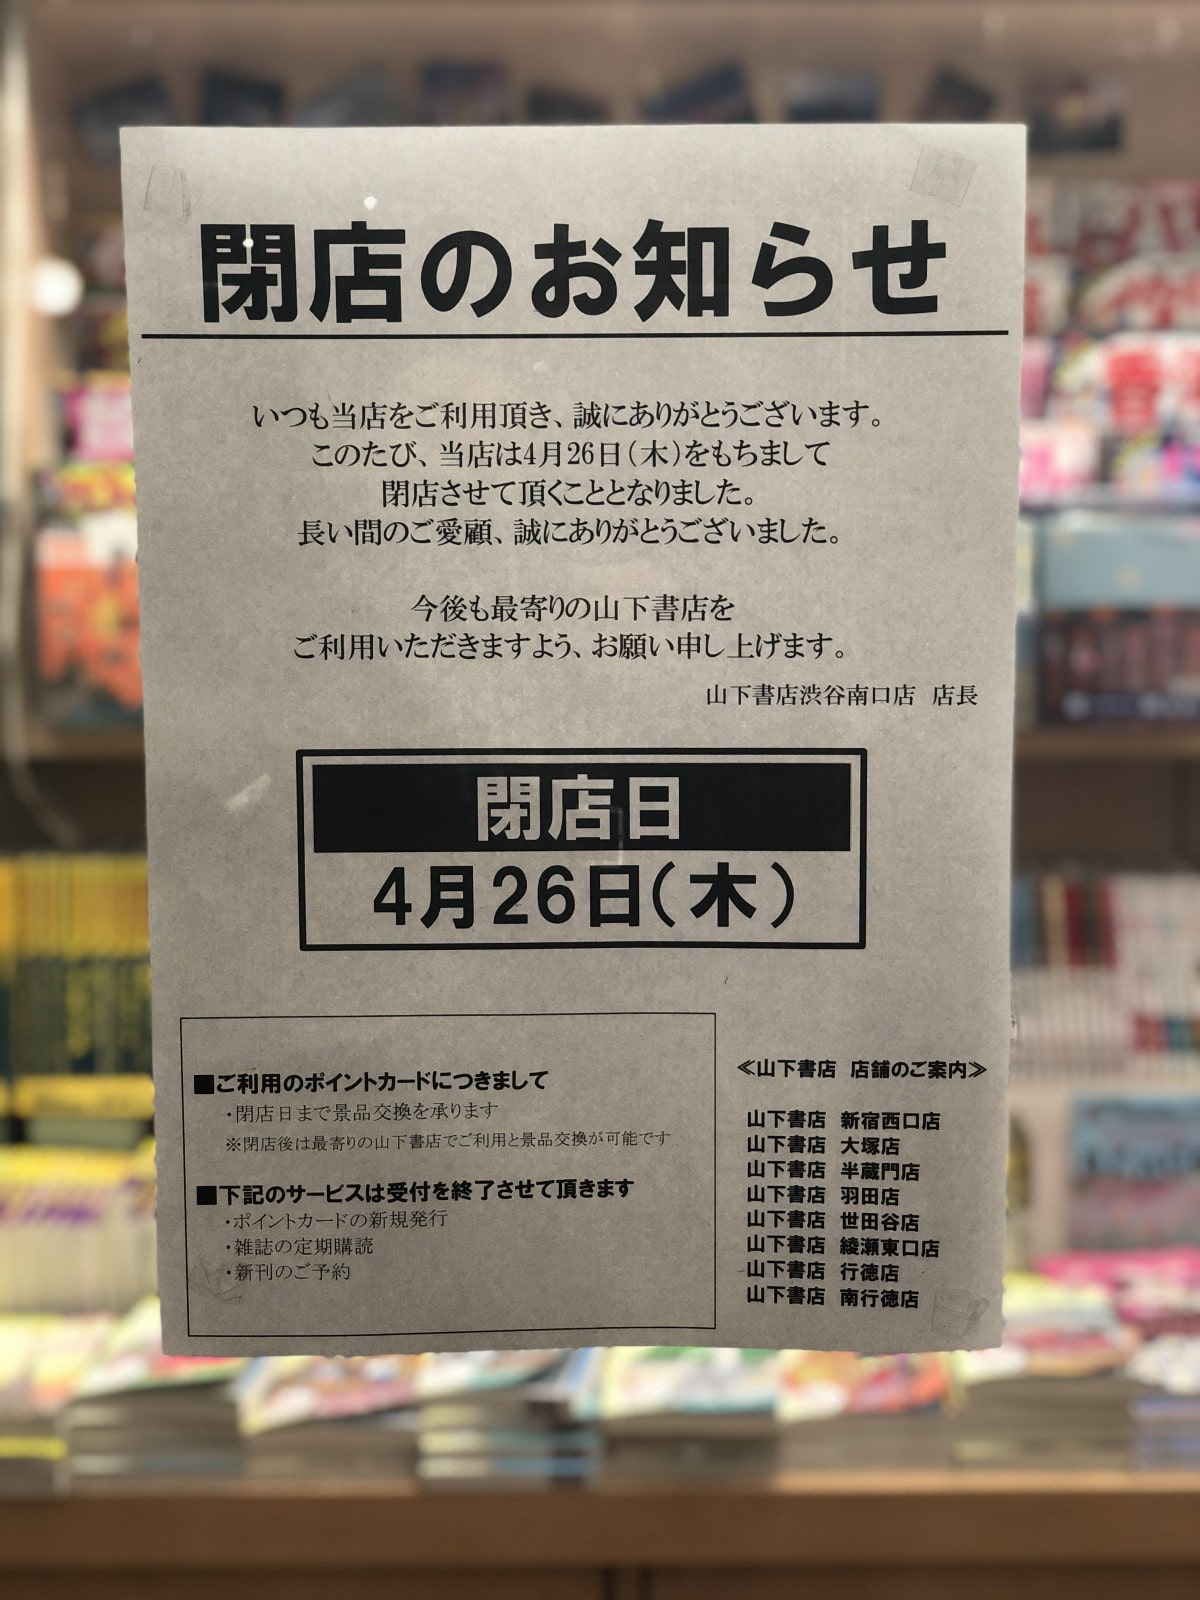 閉店のお知らせ
いつも当店をご利用頂き、誠にありがとうございます。
このたび、当店は4月26日(木)をもちまして
閉店させて頂くこととなりました。
長い間のご愛顧、誠にありがとうございました。
今後も最寄りの山下書店を
ご利用いただきますよう、お願い申し上げます。
山下書店渋谷南口店 店長
閉店日
4月26日(木)
■ご利用のポイントカードにつきまして
・閉店日まで景品交換を承ります
※閉店後は最寄りの山下書店でご利用と景品交換が可能です
■下記のサービスは受付を終了させて頂きます
・ポイントカードの新規発行
・雑誌の定期購読
・新刊のご予約
≪山下書店 店舗のご案内≫
山下書店 新宿西口店
山下書店 大塚店
山下書店 半蔵門店
山下書店 羽田店
山下書店 世田谷店
山下書店 綾瀬東口店
山下書店 行徳店
山下書店 南行徳店